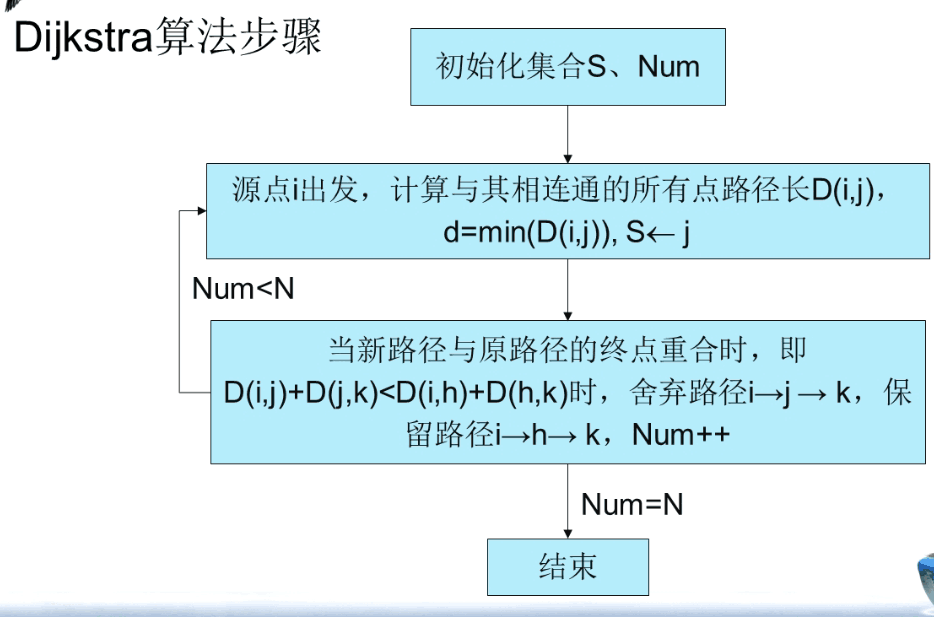 Dijkstra算法步骤
初始化集合S、Num
源点i出发，计算与其相连通的所有点路径长D(i,j)，
d=min(D(i,j)), S← j
Num<N
当新路径与原路径的终点重合时，即
D(i,j)+D(j,k)<D(i,h)+D(h,k)时，舍弃路径i→j → k，保
留路径i→h→ k，Num++
Num=N
结束